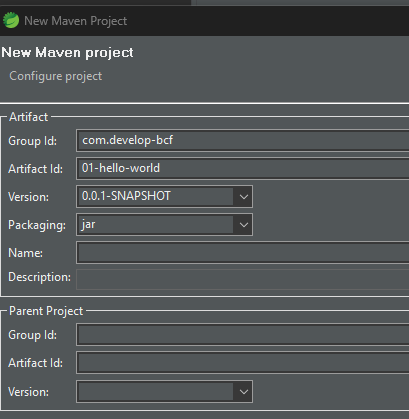 New Maven Project
New Maven project
Configure project
Artifact
Group Id: com.develop-bcf
Artifact Id: 01-hello-world
Version: 0.0.1-SNAPSHOT
Packaging: jar
Name:
Description:
Parent Project
Group Id:
Artifact Id:
Version: